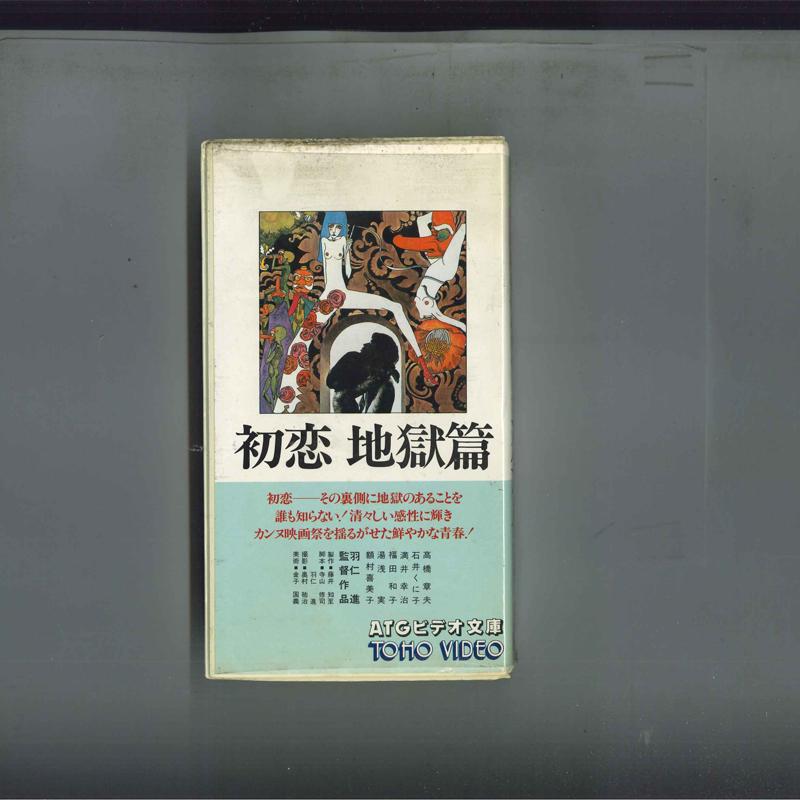 初恋 地獄篇
初恋――その裏側に地獄のあることを
誰も知らない！清々しい感性に輝き
カンヌ映画祭を揺るがせた鮮やかな青春！
高橋章夫
石井くに子
満井幸治
福田和子
湯浅 実
額村喜美子
羽仁 進
監督作品
製作■藤井知至
脚本■寺山修司
羽仁 進
撮影■奥村祐治
美術■金子国義
ATGビデオ文庫
TOHO VIDEO